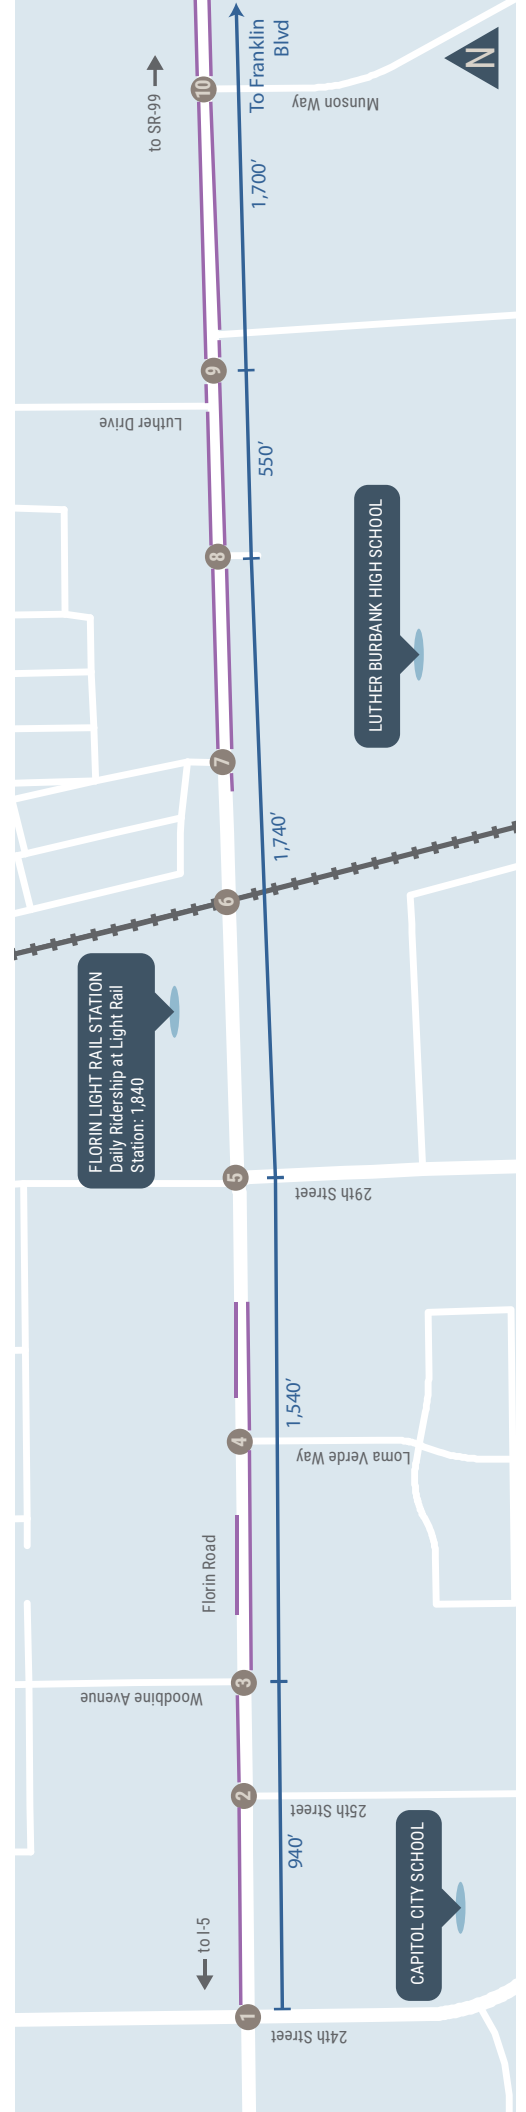 to SR-99
10
To Franklin
Blvd
Munson Way
N
1,700’
9
Luther Drive
550’
8
LUTHER BURBANK HIGH SCHOOL
7
1,740’
6
FLORIN LIGHT RAIL STATION
Daily Ridership at Light Rail
Station: 1,840
5
29th Street
1,540’
4
Loma Verde Way
Florin Road
3
Woodbine Avenue
2
25th Street
940’
CAPITOL CITY SCHOOL
to I-5
1
24th Street